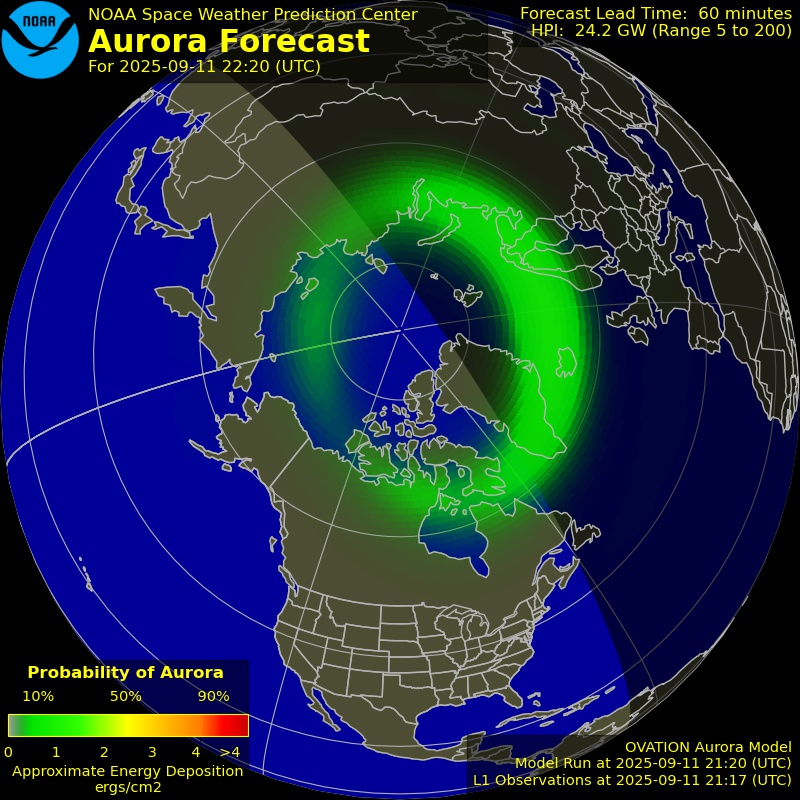 NOAA
NOAA Space Weather Prediction Center
Aurora Forecast
For 2025-09-11 22:20 (UTC)
Forecast Lead Time: 60 minutes
HPI: 24.2 GW (Range 5 to 200)
Probability of Aurora
10% 50% 90%
0 1 2 3 4 >4
Approximate Energy Deposition
ergs/cm2
OVATION Aurora Model
Model Run at 2025-09-11 21:20 (UTC)
L1 Observations at 2025-09-11 21:17 (UTC)